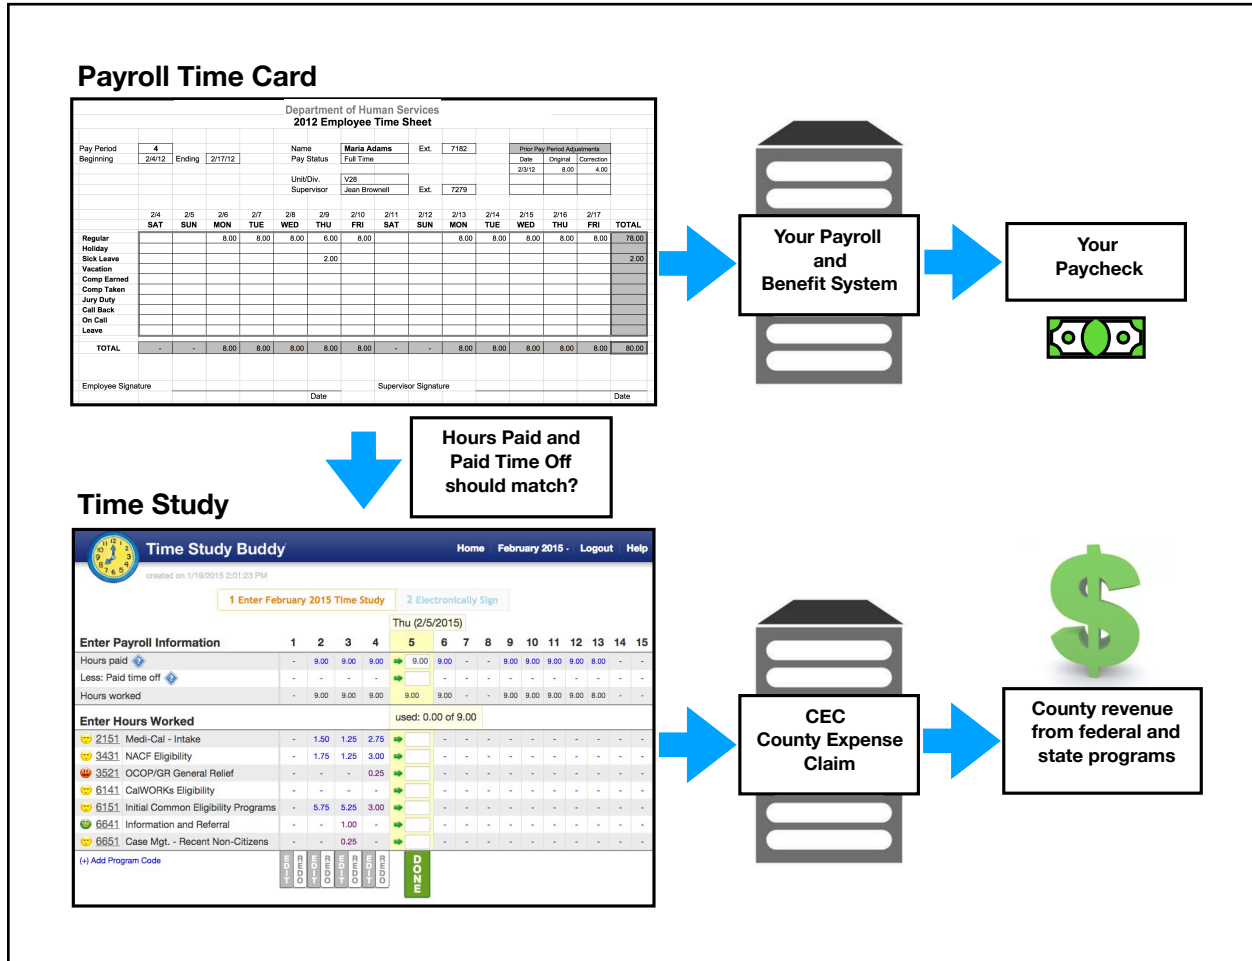 Payroll Time Card
Department of Human Services
2012 Employee Time Sheet
Pay Period 4 Name Maria Adams Ext. 7182 Prior Pay Period Adjustments
Beginning 2/4/12 Ending 2/17/12 Pay Status Full Time Date Original Correction
2/3/12 8.00 4.00
Unit/Div. V28
Supervisor Jean Brownell Ext. 7279
2/4 2/5 2/6 2/7 2/8 2/9 2/10 2/11 2/12 2/13 2/14 2/15 2/16 2/17
SAT SUN MON TUE WED THU FRI SAT SUN MON TUE WED THU FRI TOTAL
Regular 8.00 8.00 8.00 6.00 8.00 8.00 8.00 8.00 8.00 8.00 78.00
Holiday
Sick Leave 2.00 2.00
Vacation
Comp Earned
Comp Taken
Jury Duty
Call Back
On Call
Leave
TOTAL - - 8.00 8.00 8.00 8.00 8.00 - - 8.00 8.00 8.00 8.00 8.00 80.00
Employee Signature Supervisor Signature
Date Date
Your Payroll
and
Benefit System
Your
Paycheck
Hours Paid and
Paid Time Off
should match?
Time Study
Time Study Buddy Home February 2015 - Logout Help
created on 1/19/2015 2:01:23 PM
1 Enter February 2015 Time Study 2 Electronically Sign
Thu (2/5/2015)
Enter Payroll Information 1 2 3 4 5 6 7 8 9 10 11 12 13 14 15
Hours paid ? - 9.00 9.00 9.00 9.00 9.00 - - 9.00 9.00 9.00 9.00 8.00 - -
Less: Paid time off ? - - - - - - - - - - - - - -
Hours worked - 9.00 9.00 9.00 9.00 9.00 - - 9.00 9.00 9.00 9.00 8.00 - -
Enter Hours Worked used: 0.00 of 9.00
2151 Medi-Cal - Intake - 1.50 1.25 2.75 - - - - - - - - - -
3431 NACF Eligibility - 1.75 1.25 3.00 - - - - - - - - - -
3521 OCOP/GR General Relief - - - 0.25 - - - - - - - - - -
6141 CalWORKs Eligibility - - - - - - - - - - - - - -
6151 Initial Common Eligibility Programs - 5.75 5.25 3.00 - - - - - - - - - -
6641 Information and Referral - - 1.00 - - - - - - - - - - -
6651 Case Mgt. - Recent Non-Citizens - - 0.25 - - - - - - - - - - -
(+) Add Program Code EDIT REDO EDIT REDO EDIT REDO EDIT REDO DONE
CEC
County Expense
Claim
$
County revenue
from federal and
state programs